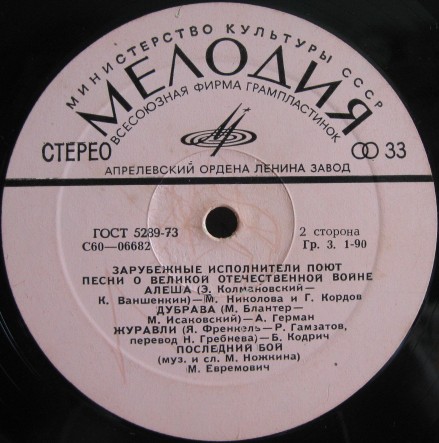 МИНИСТЕРСТВО КУЛЬТУРЫ СССР
МЕЛОДИЯ
ВСЕСОЮЗНАЯ ФИРМА ГРАМПЛАСТИНОК
СТЕРЕО
33
АПРЕЛЕВСКИЙ ОРДЕНА ЛЕНИНА ЗАВОД
ГОСТ 5289-73
2 сторона
С60—06682
Гр. 3. 1-90
ЗАРУБЕЖНЫЕ ИСПОЛНИТЕЛИ ПОЮТ
ПЕСНИ О ВЕЛИКОЙ ОТЕЧЕСТВЕННОЙ ВОЙНЕ
АЛЕША (Э. Колмановский—
К. Ваншенкин)—М. Николова и Г. Кордов
ДУБРАВА (М. Блантер—
М. Исаковский)—А. Герман
ЖУРАВЛИ (Я. Френкель— Р. Гамзатов,
перевод Н. Гребнева)—Б. Кодрич
ПОСЛЕДНИЙ БОЙ
(муз. и сл. М. Ножкина)
М. Евремович